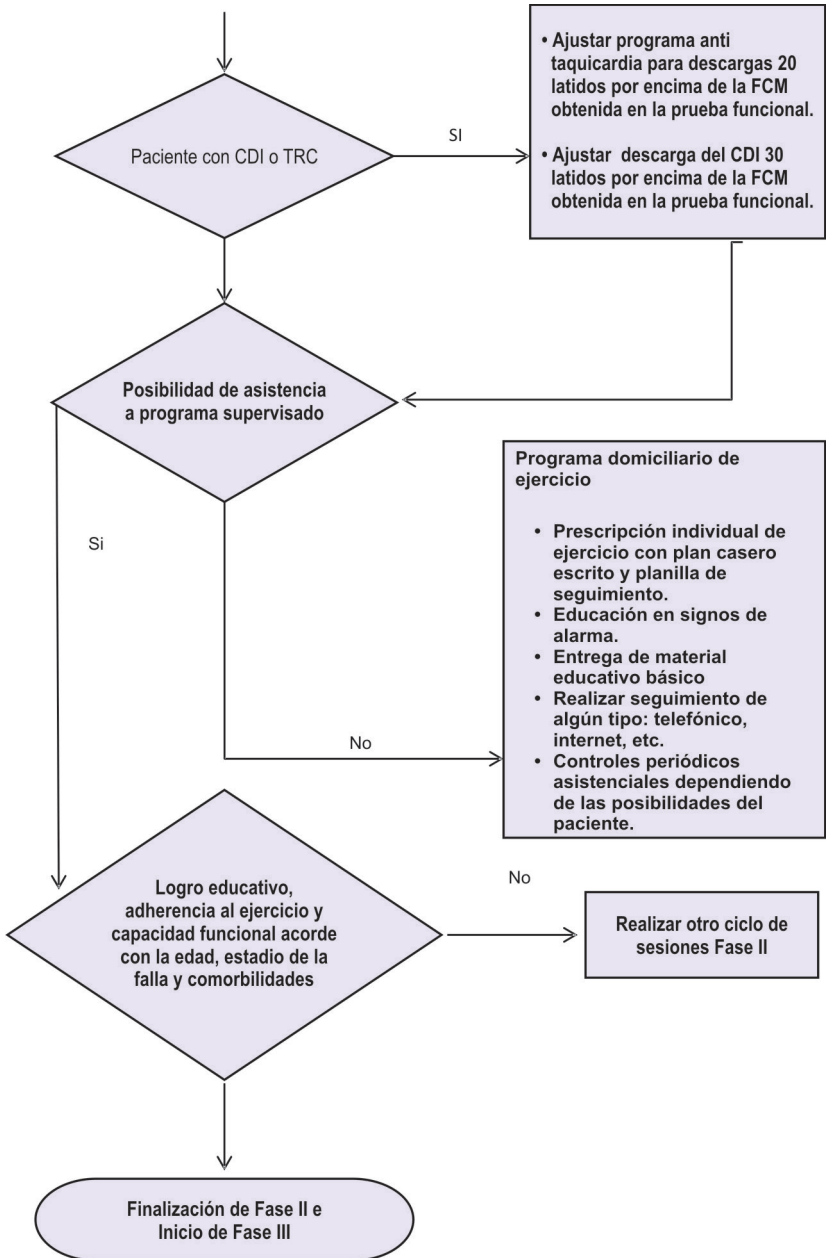 • Ajustar programa anti
taquicardia para descargas 20
latidos por encima de la FCM
obtenida en la prueba funcional.
• Ajustar descarga del CDI 30
latidos por encima de la FCM
obtenida en la prueba funcional.
SI
Paciente con CDI o TRC
Posibilidad de asistencia
a programa supervisado
Programa domiciliario de
ejercicio
• Prescripción individual de
ejercicio con plan casero
escrito y planilla de
seguimiento.
• Educación en signos de
alarma.
• Entrega de material
educativo básico
• Realizar seguimiento de
algún tipo: telefónico,
internet, etc.
• Controles periódicos
asistenciales dependiendo
de las posibilidades del
paciente.
Si
No
Logro educativo,
adherencia al ejercicio y
capacidad funcional acorde
con la edad, estadio de la
falla y comorbilidades
No
Realizar otro ciclo de
sesiones Fase II
Finalización de Fase II e
Inicio de Fase III